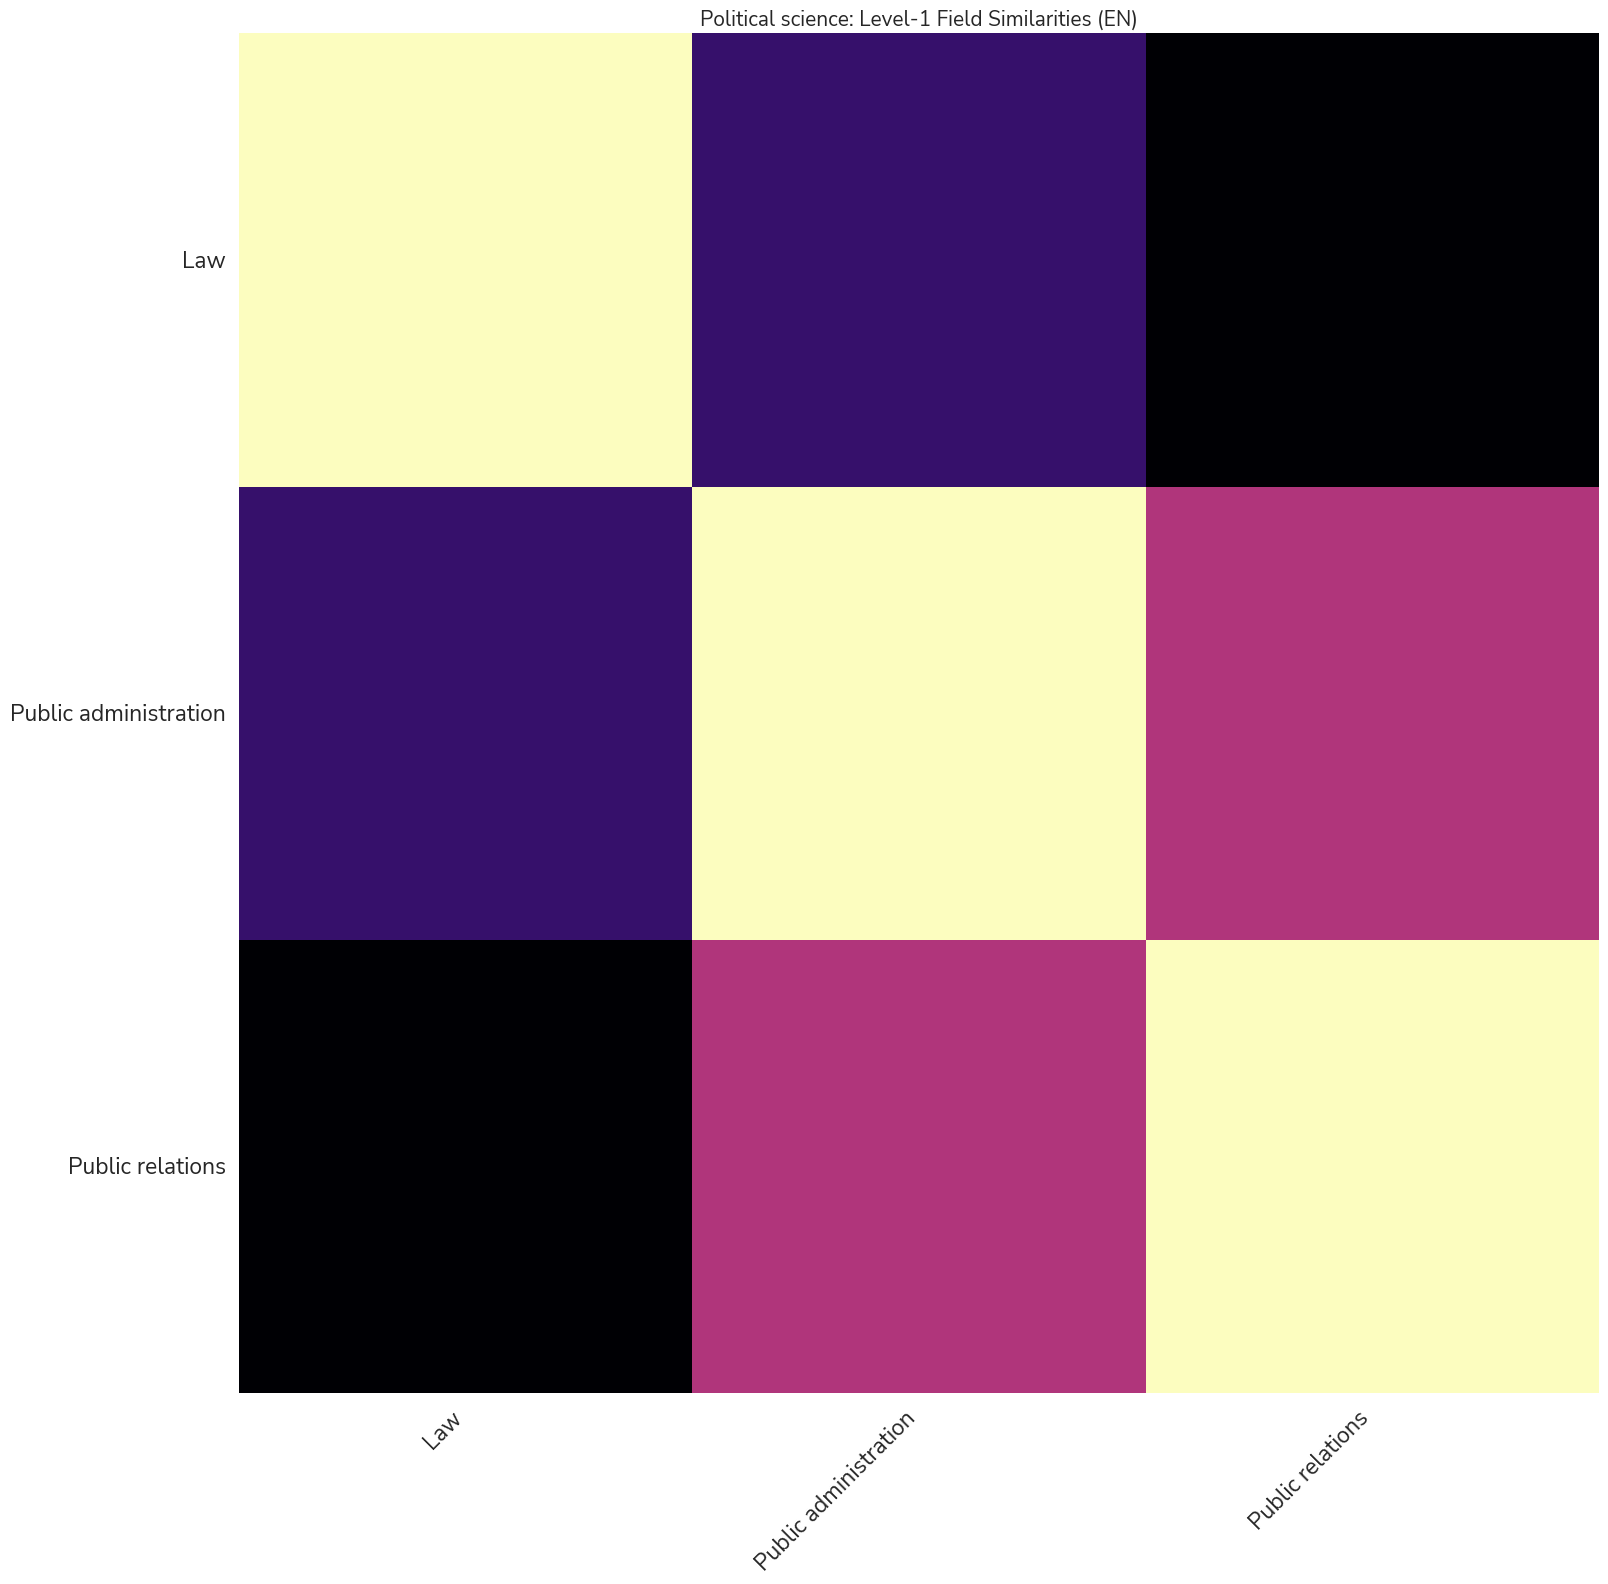 Political science: Level-1 Field Similarities (EN)
Law
Public administration
Public relations
Law
Public administration
Public relations